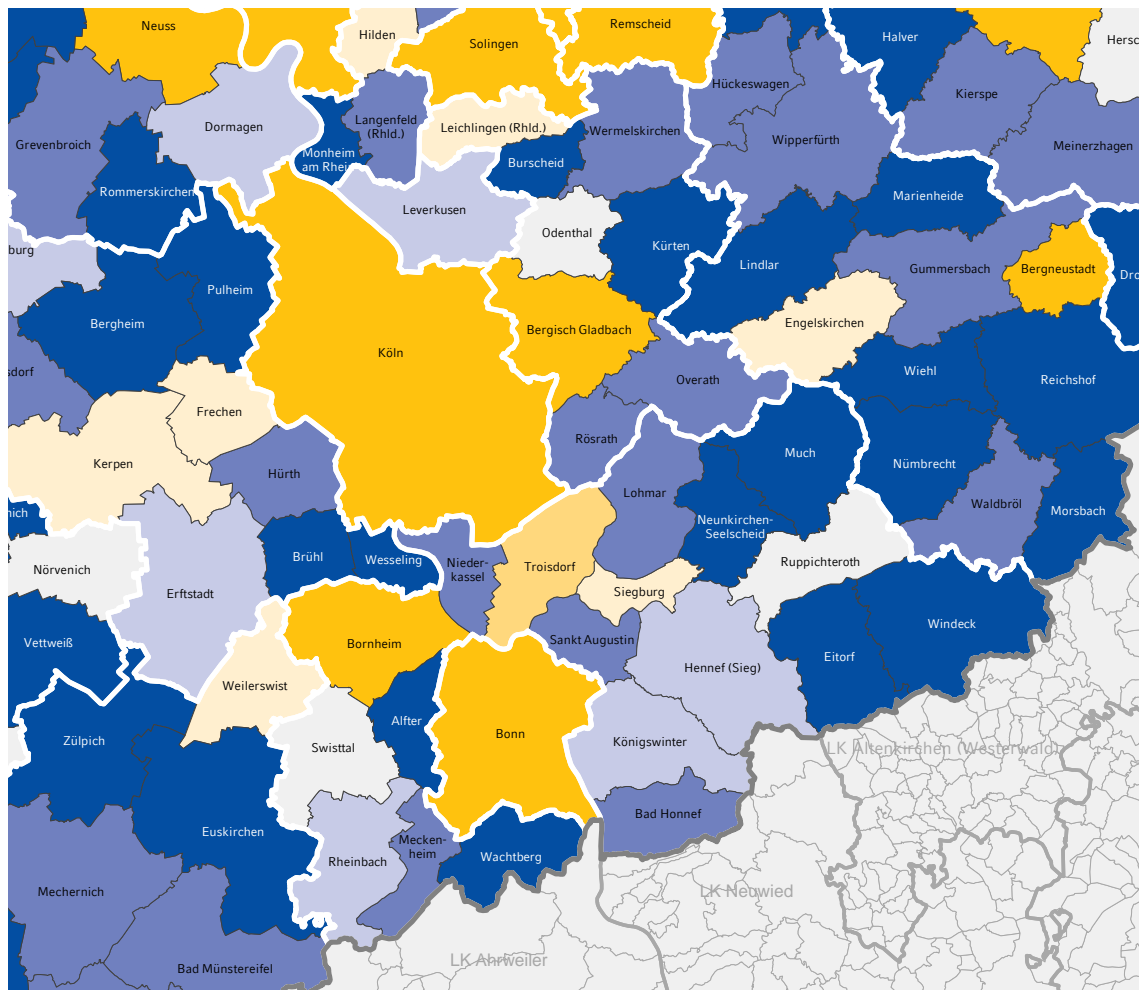 Neuss
Hilden
Solingen
Remscheid
Halver
Hersc
Hückeswagen
Kierspe
Dormagen
Langenfeld
(Rhld.)
Leichlingen (Rhld.)
Wermelskirchen
Wipperfürth
Meinerzhagen
Grevenbroich
Monheim
am Rhei
Burscheid
Rommerskirchen
Marienheide
Leverkusen
Odenthal
Kürten
burg
Lindlar
Gummersbach
Bergneustadt
Dro
Pulheim
Bergheim
Bergisch Gladbach
Engelskirchen
Köln
sdorf
Overath
Wiehl
Reichshof
Frechen
Rösrath
Much
Kerpen
Hürth
Nümbrecht
Lohmar
Waldbröl
nich
Neunkirchen-
Seelscheid
Morsbach
Brühl
Wesseling
Nieder-
kassel
Troisdorf
Ruppichteroth
Nörvenich
Erftstadt
Siegburg
Windeck
Vettweiß
Bornheim
Sankt Augustin
Eitorf
Hennef (Sieg)
Weilerswist
Alfter
Zülpich
Swisttal
Bonn
Königswinter
LK Altenkirchen (Westerwald)
Euskirchen
Bad Honnef
Mecken-
heim
Rheinbach
Wachtberg
Mechernich
LK Neuwied
Bad Münstereifel
LK Ahrweiler